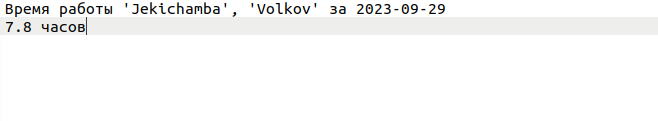 Время работы 'Jekichamba', 'Volkov' за 2023-09-29
7.8 часов